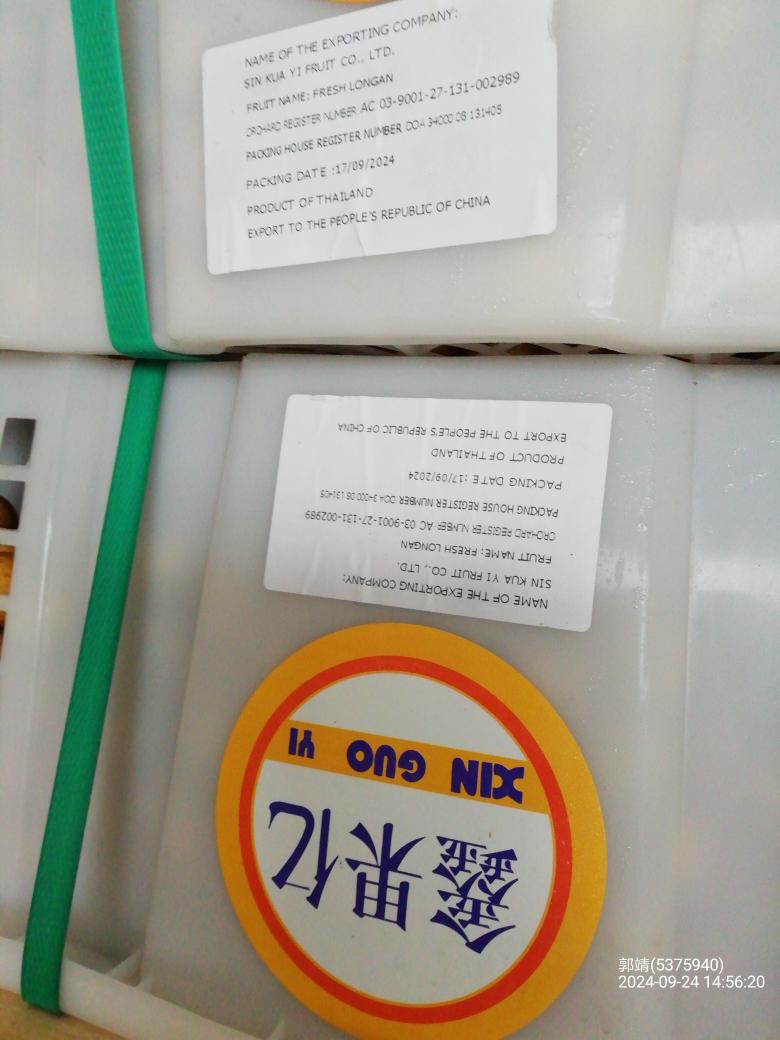 NAME OF THE EXPORTING COMPANY:
SIN KUA YI FRUIT CO., LTD.
FRUIT NAME: FRESH LONGAN
ORCHARD REGISTER NUMBER AC 03-9001-27-131-002989
PACKING HOUSE REGISTER NUMBER DOA 34000 08 131405
PACKING DATE :17/09/2024
PRODUCT OF THAILAND
EXPORT TO THE PEOPLE'S REPUBLIC OF CHINA
NAME OF THE EXPORTING COMPANY:
SIN KUA YI FRUIT CO., LTD.
FRUIT NAME: FRESH LONGAN
ORCHARD REGISTER NUMBER AC 03-9001-27-131-002989
PACKING HOUSE REGISTER NUMBER DOA 34000 08 131405
PACKING DATE :17/09/2024
PRODUCT OF THAILAND
EXPORT TO THE PEOPLE'S REPUBLIC OF CHINA
鑫果亿
XIN GUO YI
郭靖(5375940)
2024-09-24 14:56:20